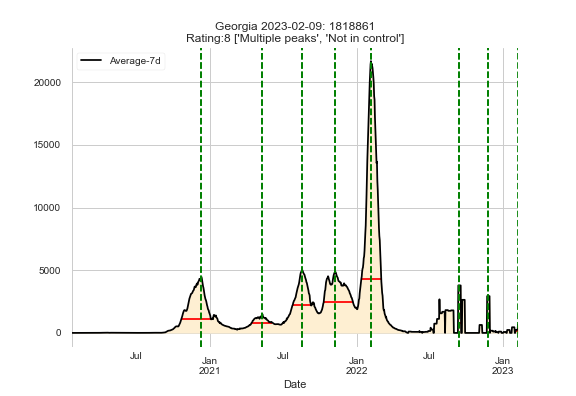 Georgia 2023-02-09: 1818861
Rating:8 ['Multiple peaks', 'Not in control']
Average-7d
20000
15000
10000
5000
0
Jul
Jan
2021
Jul
Jan
2022
Jul
Jan
2023
Date